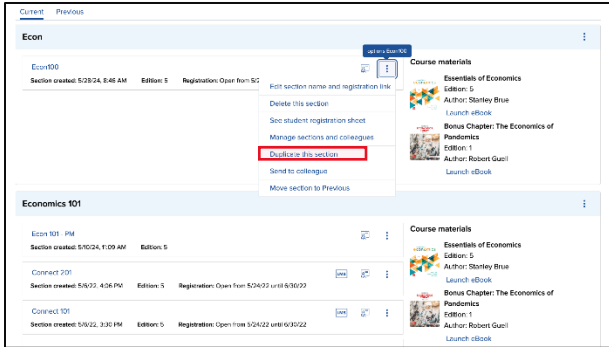 Current Previous
Econ
options Econ100
Econ100
Section created: 5/28/24, 8:46 AM Edition: 5 Registration: Open from 5/2
Edit section name and registration link
Delete this section
See student registration sheet
Manage sections and colleagues
Duplicate this section
Send to colleague
Move section to Previous
Course materials
Essentials of Economics
Edition: 5
Author: Stanley Brue
Launch eBook
Bonus Chapter: The Economics of
Pandemics
Edition: 1
Author: Robert Guell
Launch eBook
Economics 101
Econ 101 - PM
Section created: 5/10/24, 11:09 AM Edition: 5
Connect 201
Section created: 5/6/22, 4:06 PM Edition: 5 Registration: Open from 5/24/22 until 6/30/22
Connect 101
Section created: 5/6/22, 3:30 PM Edition: 5 Registration: Open from 5/24/22 until 6/30/22
Course materials
Essentials of Economics
Edition: 5
Author: Stanley Brue
Launch eBook
Bonus Chapter: The Economics of
Pandemics
Edition: 1
Author: Robert Guell
Launch eBook